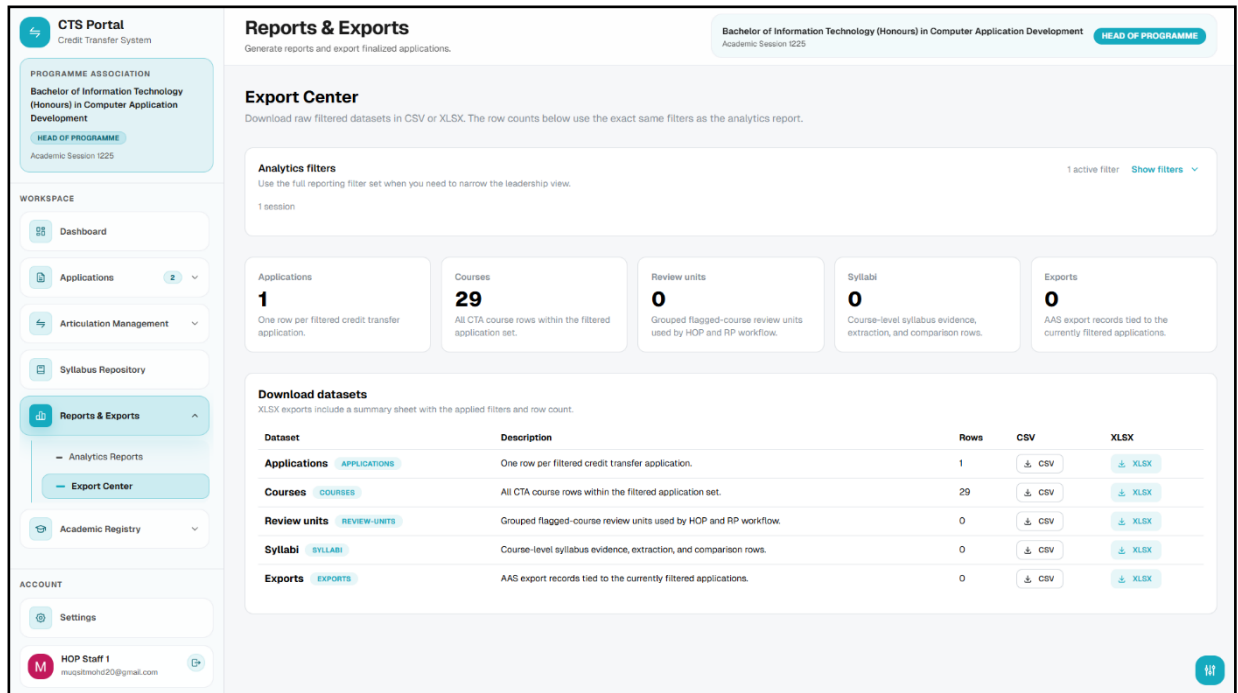 CTS Portal
Credit Transfer System
PROGRAMME ASSOCIATION
Bachelor of Information Technology
(Honours) in Computer Application
Development
HEAD OF PROGRAMME
Academic Session 1225
WORKSPACE
Dashboard
Applications 2
Articulation Management
Syllabus Repository
Reports & Exports
Analytics Reports
Export Center
Academic Registry
ACCOUNT
Settings
M
HOP Staff 1
muqsitmohd20@gmail.com
Reports & Exports
Generate reports and export finalized applications.
Bachelor of Information Technology (Honours) in Computer Application Development
Academic Session 1225
HEAD OF PROGRAMME
Export Center
Download raw filtered datasets in CSV or XLSX. The row counts below use the exact same filters as the analytics report.
Analytics filters
Use the full reporting filter set when you need to narrow the leadership view.
1 session
1 active filter Show filters
Applications
1
One row per filtered credit transfer
application.
Courses
29
All CTA course rows within the filtered
application set.
Review units
0
Grouped flagged-course review units
used by HOP and RP workflow.
Syllabi
0
Course-level syllabus evidence,
extraction, and comparison rows.
Exports
0
AAS export records tied to the
currently filtered applications.
Download datasets
XLSX exports include a summary sheet with the applied filters and row count.
Dataset Description Rows CSV XLSX
Applications APPLICATIONS One row per filtered credit transfer application. 1 CSV XLSX
Courses COURSES All CTA course rows within the filtered application set. 29 CSV XLSX
Review units REVIEW-UNITS Grouped flagged-course review units used by HOP and RP workflow. 0 CSV XLSX
Syllabi SYLLABI Course-level syllabus evidence, extraction, and comparison rows. 0 CSV XLSX
Exports EXPORTS AAS export records tied to the currently filtered applications. 0 CSV XLSX